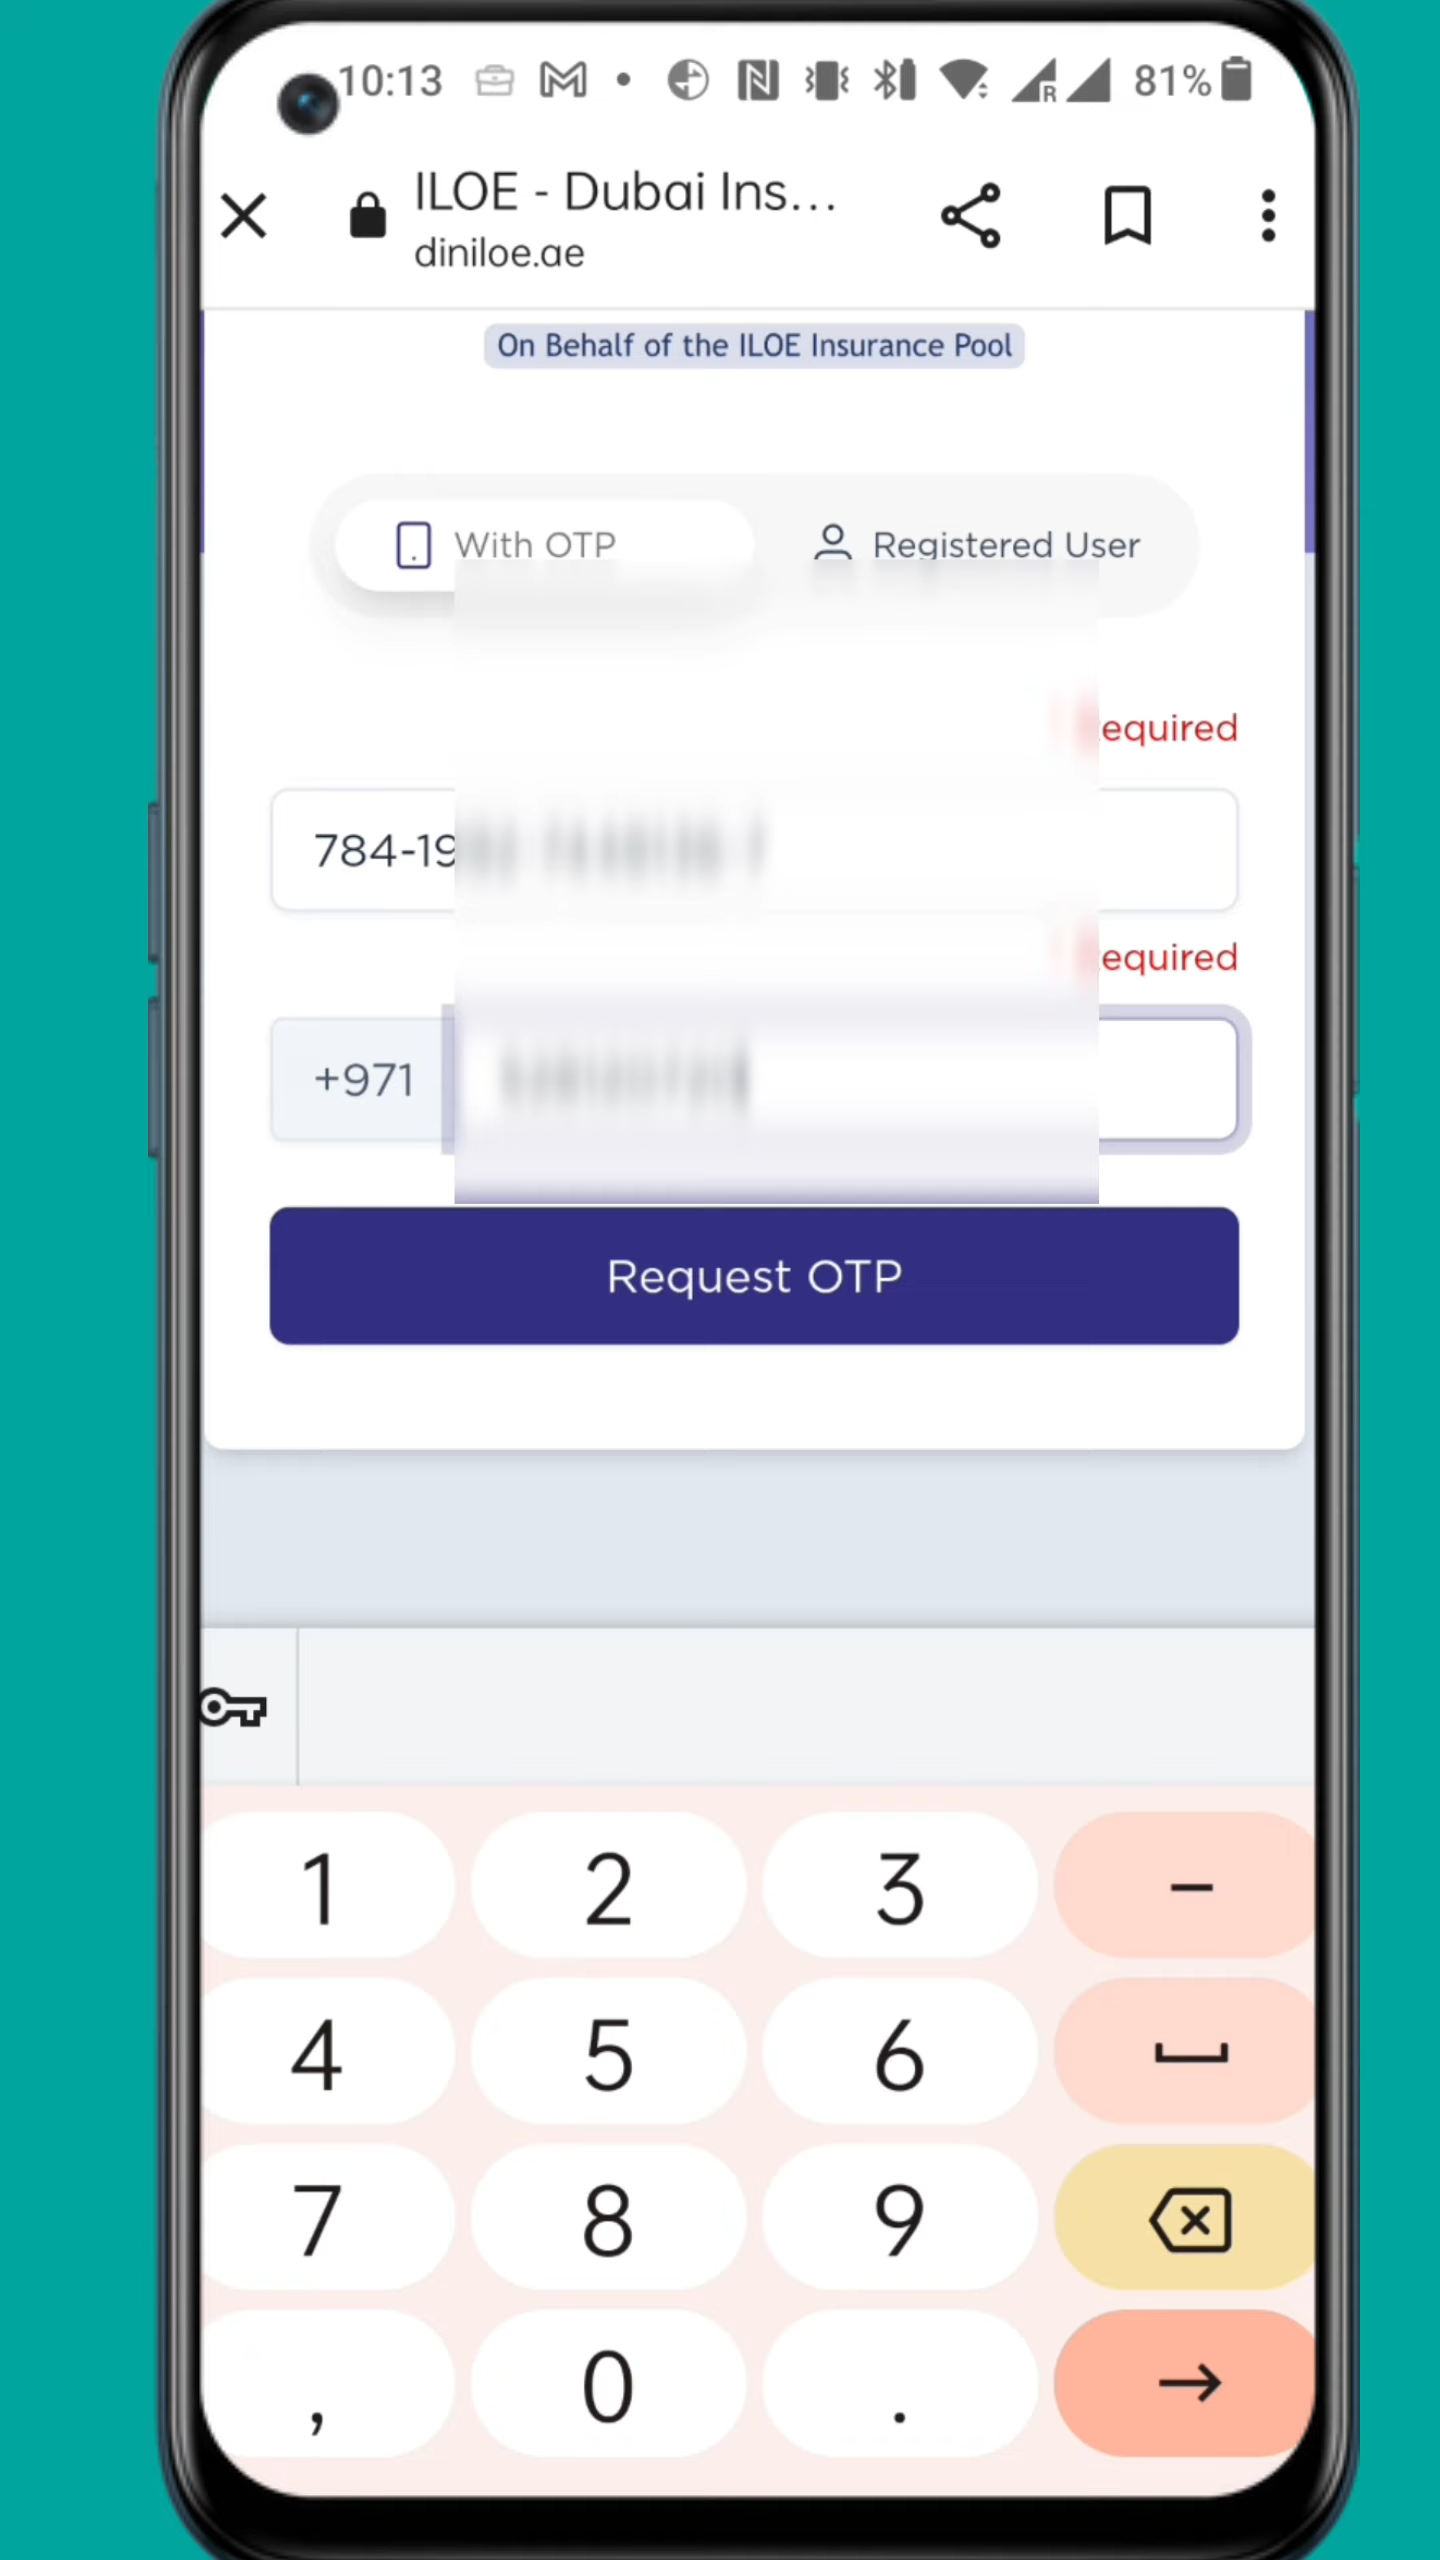 10:13
81%
ILOE - Dubai Ins...
diniloe.ae
On Behalf of the ILOE Insurance Pool
With OTP
Registered User
equired
784-19
equired
+971
Request OTP
1 2 3 -
4 5 6
7 8 9
, 0 .